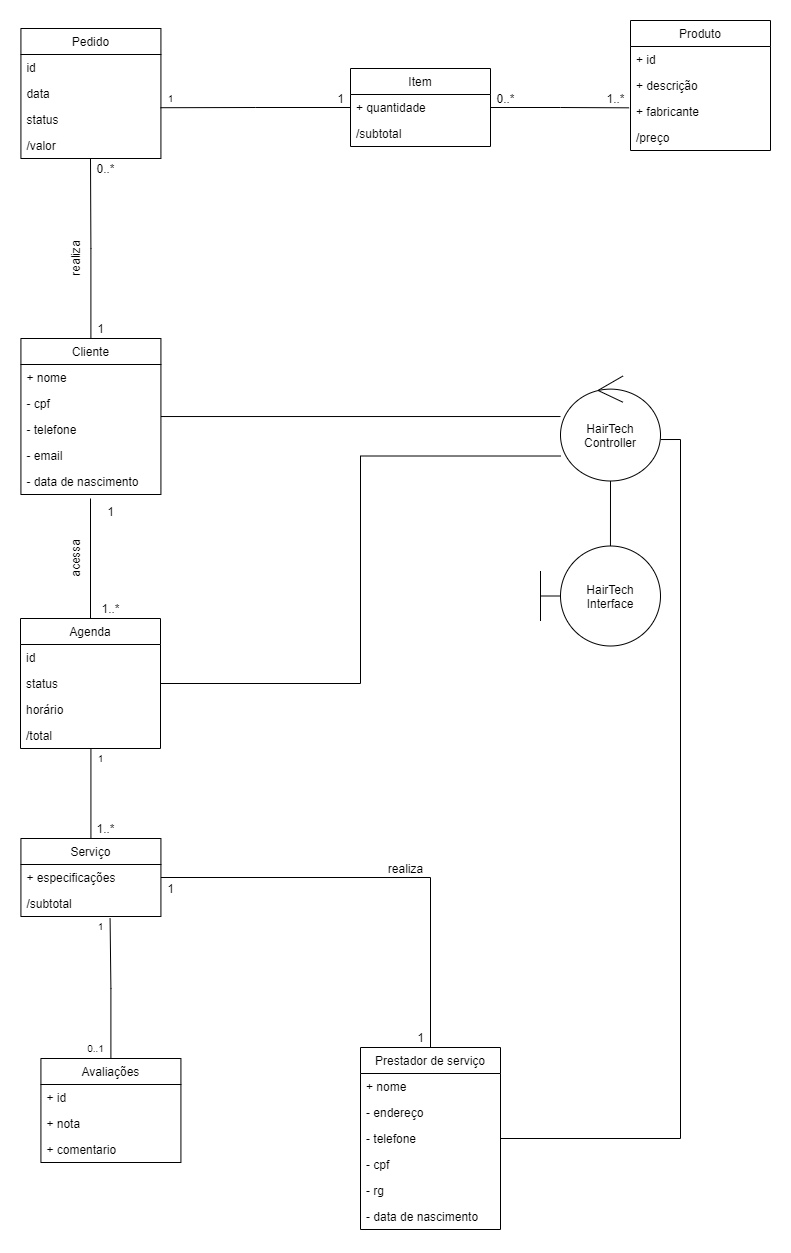 Pedido
id
data
status
/valor
1
1
Item
+ quantidade
/subtotal
0..*
1..*
Produto
+ id
+ descrição
+ fabricante
/preço
0..*
realiza
1
Cliente
+ nome
- cpf
- telefone
- email
- data de nascimento
HairTech
Controller
1
acessa
1..*
HairTech
Interface
Agenda
id
status
horário
/total
1
1..*
Serviço
+ especificações
/subtotal
realiza
1
1
0..1
1
Avaliações
+ id
+ nota
+ comentario
Prestador de serviço
+ nome
- endereço
- telefone
- cpf
- rg
- data de nascimento